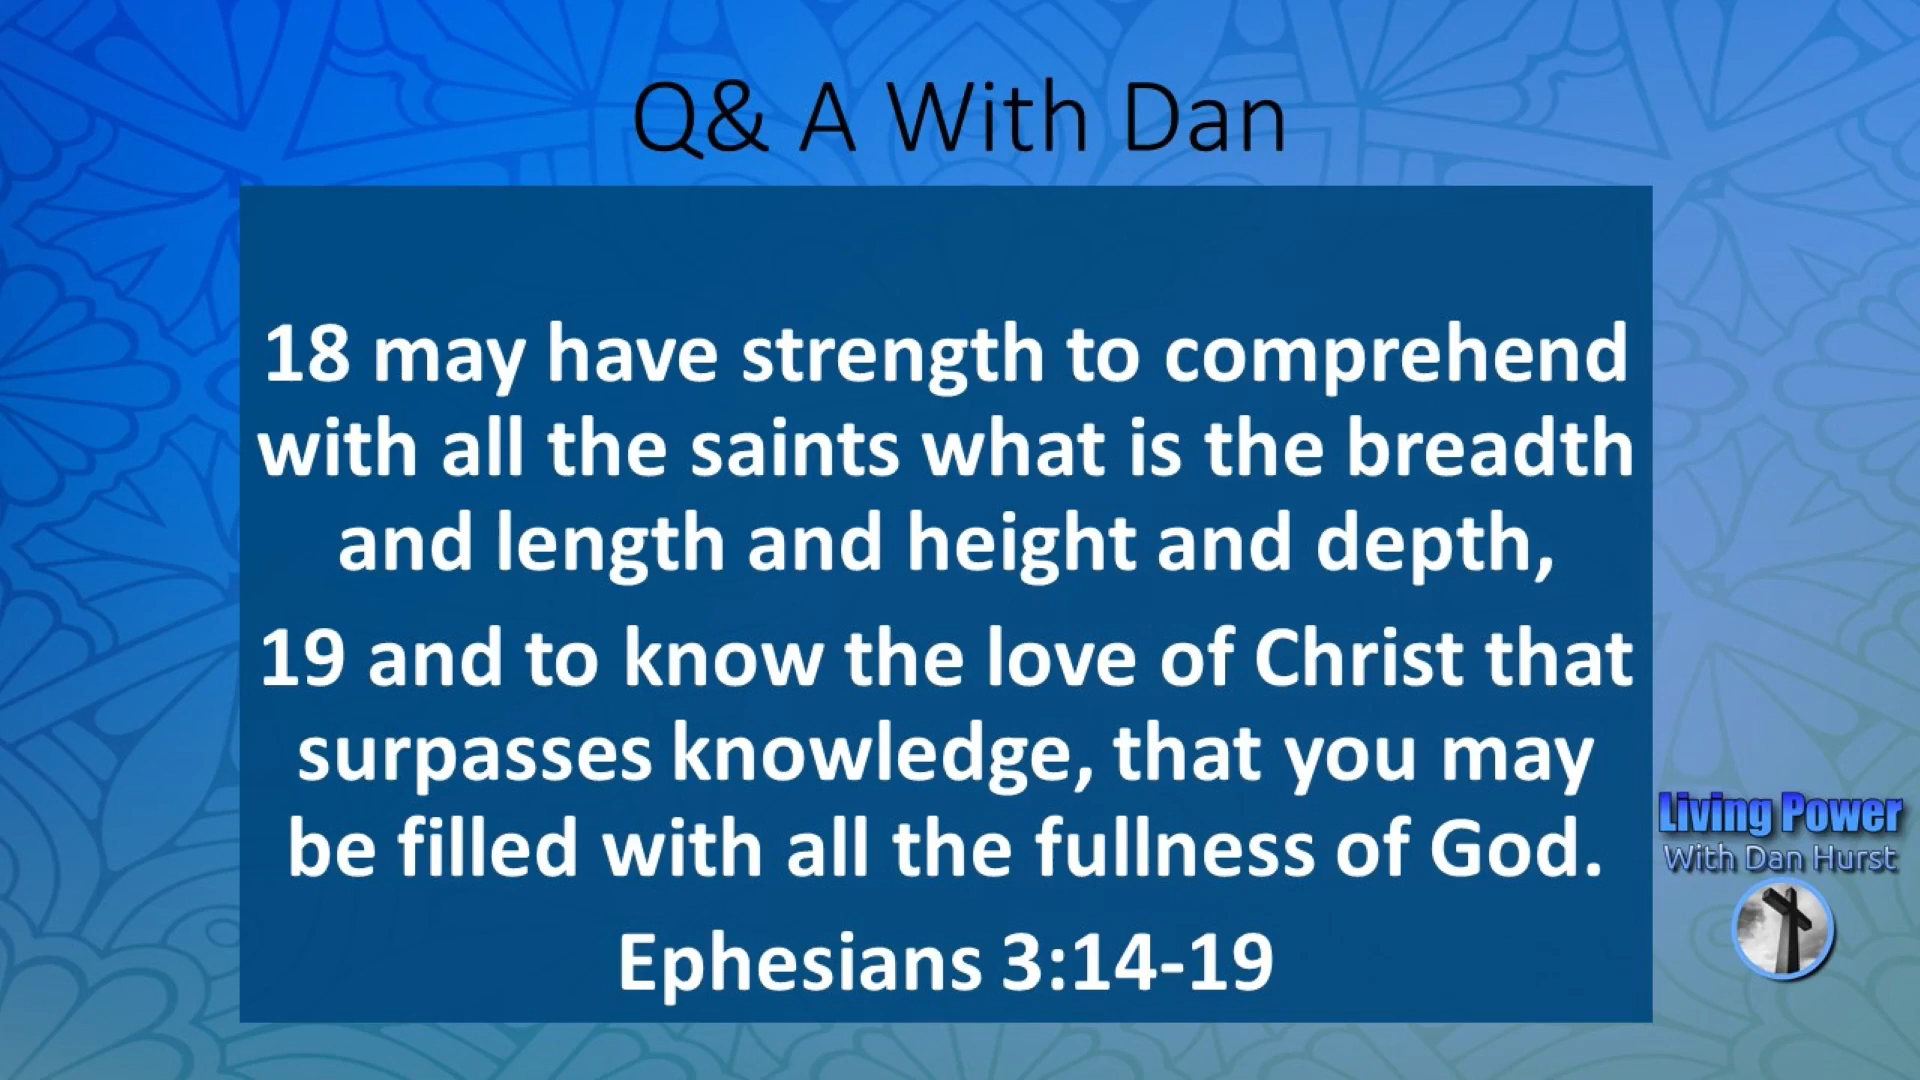 Q& A With Dan
18 may have strength to comprehend
with all the saints what is the breadth
and length and height and depth,
19 and to know the love of Christ that
surpasses knowledge, that you may
be filled with all the fullness of God.
Ephesians 3:14-19
Living Power
With Dan Hurst